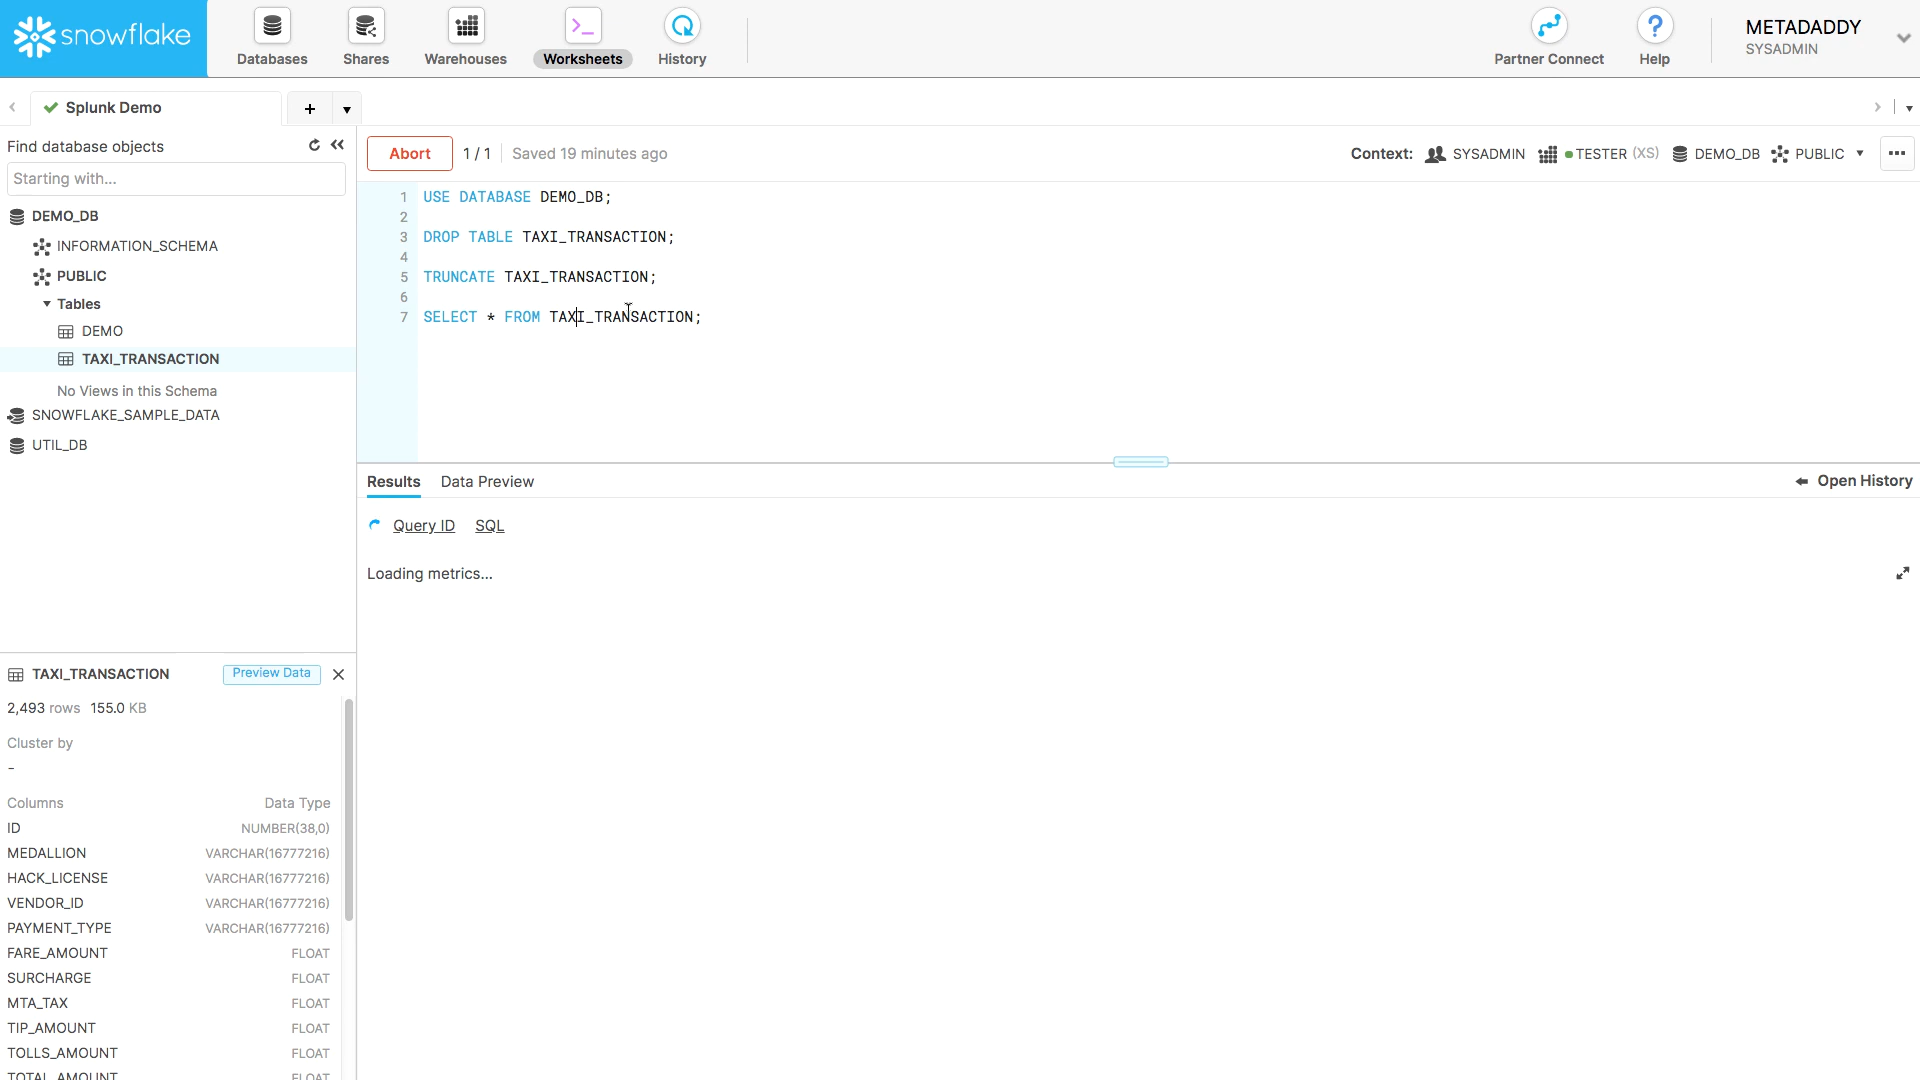 snowflake
Databases
Shares
Warehouses
Worksheets
History
Partner Connect
Help
METADADDY
SYSADMIN
Splunk Demo
+
Find database objects
Starting with...
DEMO_DB
INFORMATION_SCHEMA
PUBLIC
Tables
DEMO
TAXI_TRANSACTION
No Views in this Schema
SNOWFLAKE_SAMPLE_DATA
UTIL_DB
Abort 1 / 1 Saved 19 minutes ago
Context: SYSADMIN TESTER (XS) DEMO_DB PUBLIC
1 USE DATABASE DEMO_DB;
2
3 DROP TABLE TAXI_TRANSACTION;
4
5 TRUNCATE TAXI_TRANSACTION;
6
7 SELECT * FROM TAXI_TRANSACTION;
Results Data Preview Open History
Query ID SQL
Loading metrics...
TAXI_TRANSACTION Preview Data
2,493 rows 155.0 KB
Cluster by
-
Columns Data Type
ID NUMBER(38,0)
MEDALLION VARCHAR(16777216)
HACK_LICENSE VARCHAR(16777216)
VENDOR_ID VARCHAR(16777216)
PAYMENT_TYPE VARCHAR(16777216)
FARE_AMOUNT FLOAT
SURCHARGE FLOAT
MTA_TAX FLOAT
TIP_AMOUNT FLOAT
TOLLS_AMOUNT FLOAT
TOTAL_AMOUNT FLOAT